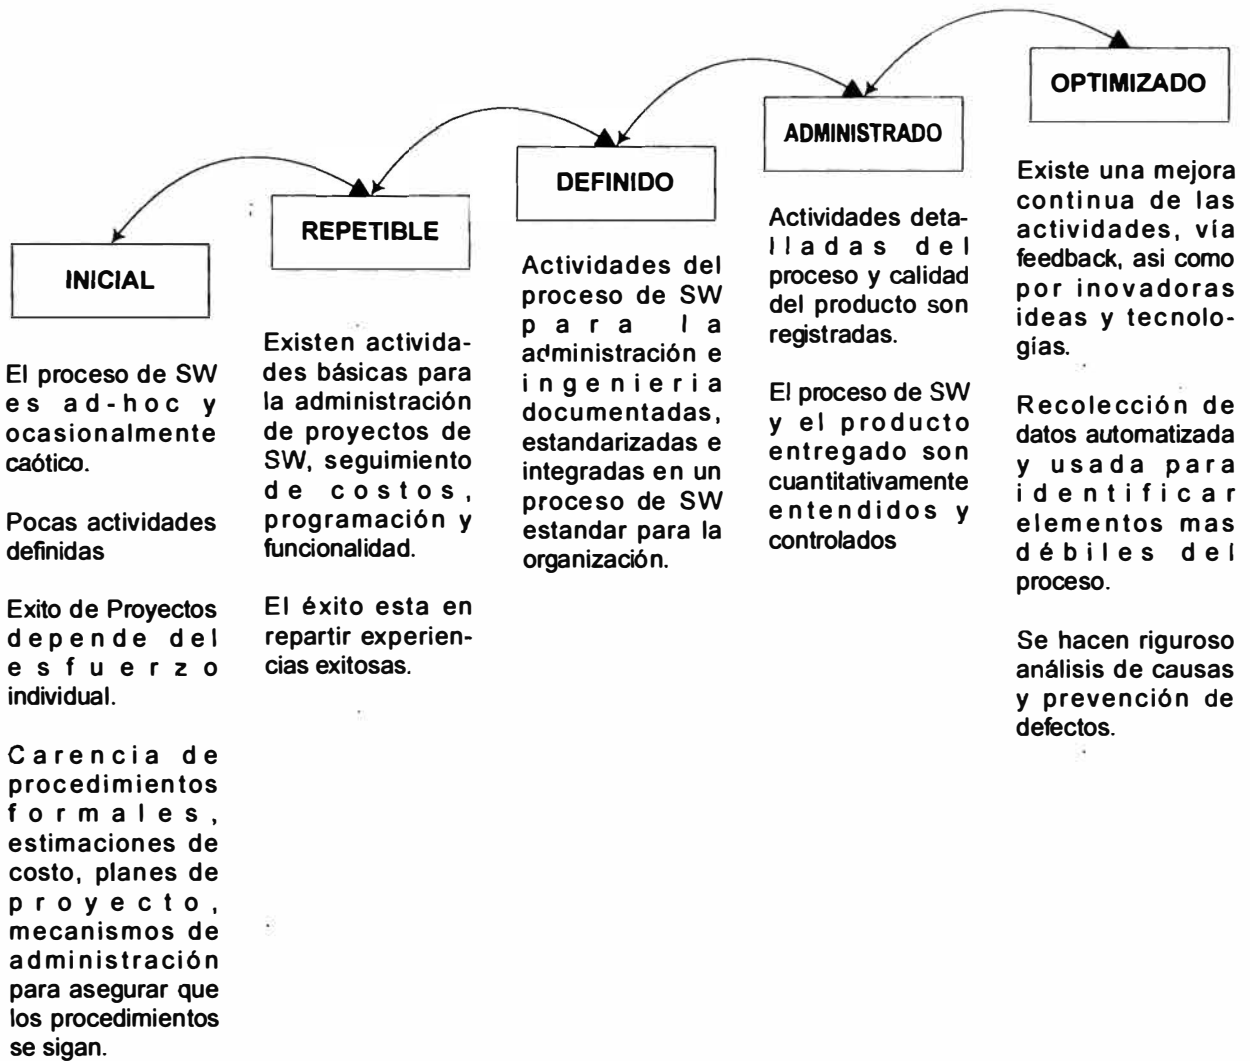 INICIAL
El proceso de SW
es ad-hoc y
ocasionalmente
caótico.
Pocas actividades
definidas
Exito de Proyectos
depende del
esfuerzo
individual.
Carencia de
procedimientos
formales,
estimaciones de
costo, planes de
proyecto,
mecanismos de
administración
para asegurar que
los procedimientos
se sigan.
REPETIBLE
Existen activida-
des básicas para
la administración
de proyectos de
SW, seguimiento
de costos,
programación y
funcionalidad.
El éxito esta en
repartir experien-
cias exitosas.
DEFINIDO
Actividades del
proceso de SW
para la
administración e
ingenieria
documentadas,
estandarizadas e
integradas en un
proceso de SW
estandar para la
organización.
ADMINISTRADO
Actividades deta-
lladas del
proceso y calidad
del producto son
registradas.
El proceso de SW
y el producto
entregado son
cuantitativamente
entendidos y
controlados
OPTIMIZADO
Existe una mejora
continua de las
actividades, vía
feedback, asi como
por inovadoras
ideas y tecnolo-
gías.
Recolección de
datos automatizada
y usada para
identificar
elementos mas
débiles del
proceso.
Se hacen riguroso
análisis de causas
y prevención de
defectos.